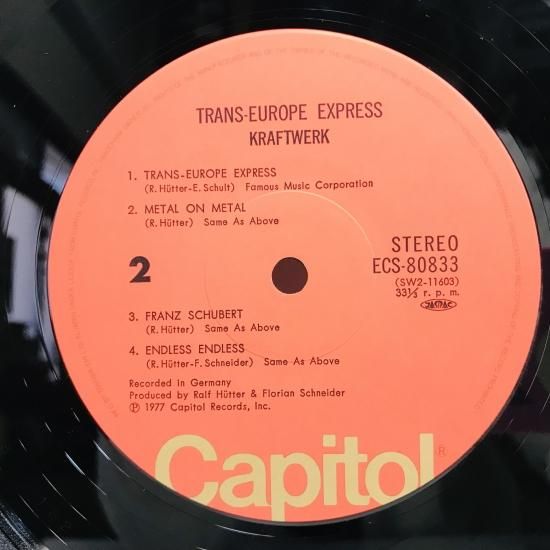 TRANS-EUROPE EXPRESS
KRAFTWERK
1. TRANS-EUROPE EXPRESS
(R. Hütter-E. Schult) Famous Music Corporation
2. METAL ON METAL
(R. Hütter) Same As Above
2
STEREO
ECS-80833
(SW2-11603)
33⅓ r. p. m.
JASRAC
3. FRANZ SCHUBERT
(R. Hütter) Same As Above
4. ENDLESS ENDLESS
(R. Hütter-F. Schneider) Same As Above
Recorded in Germany
Produced by Ralf Hütter & Florian Schneider
℗ 1977 Capitol Records, Inc.
Capitol®